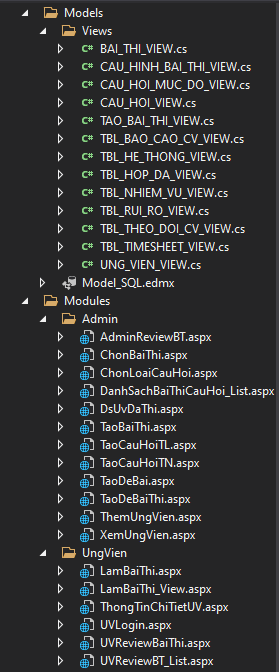 Models
Views
BAI_THI_VIEW.cs
CAU_HINH_BAI_THI_VIEW.cs
CAU_HOI_MUC_DO_VIEW.cs
CAU_HOI_VIEW.cs
TAO_BAI_THI_VIEW.cs
TBL_BAO_CAO_CV_VIEW.cs
TBL_HE_THONG_VIEW.cs
TBL_HOP_DA_VIEW.cs
TBL_NHIEM_VU_VIEW.cs
TBL_RUI_RO_VIEW.cs
TBL_THEO_DOI_CV_VIEW.cs
TBL_TIMESHEET_VIEW.cs
UNG_VIEN_VIEW.cs
Model_SQL.edmx
Modules
Admin
AdminReviewBT.aspx
ChonBaiThi.aspx
ChonLoaiCauHoi.aspx
DanhSachBaiThiCauHoi_List.aspx
DsUvDaThi.aspx
TaoBaiThi.aspx
TaoCauHoiTL.aspx
TaoCauHoiTN.aspx
TaoDeBai.aspx
TaoDeBaiThi.aspx
ThemUngVien.aspx
XemUngVien.aspx
UngVien
LamBaiThi.aspx
LamBaiThi_View.aspx
ThongTinChiTietUV.aspx
UVLogin.aspx
UVReviewBaiThi.aspx
UVReviewBT_List.aspx